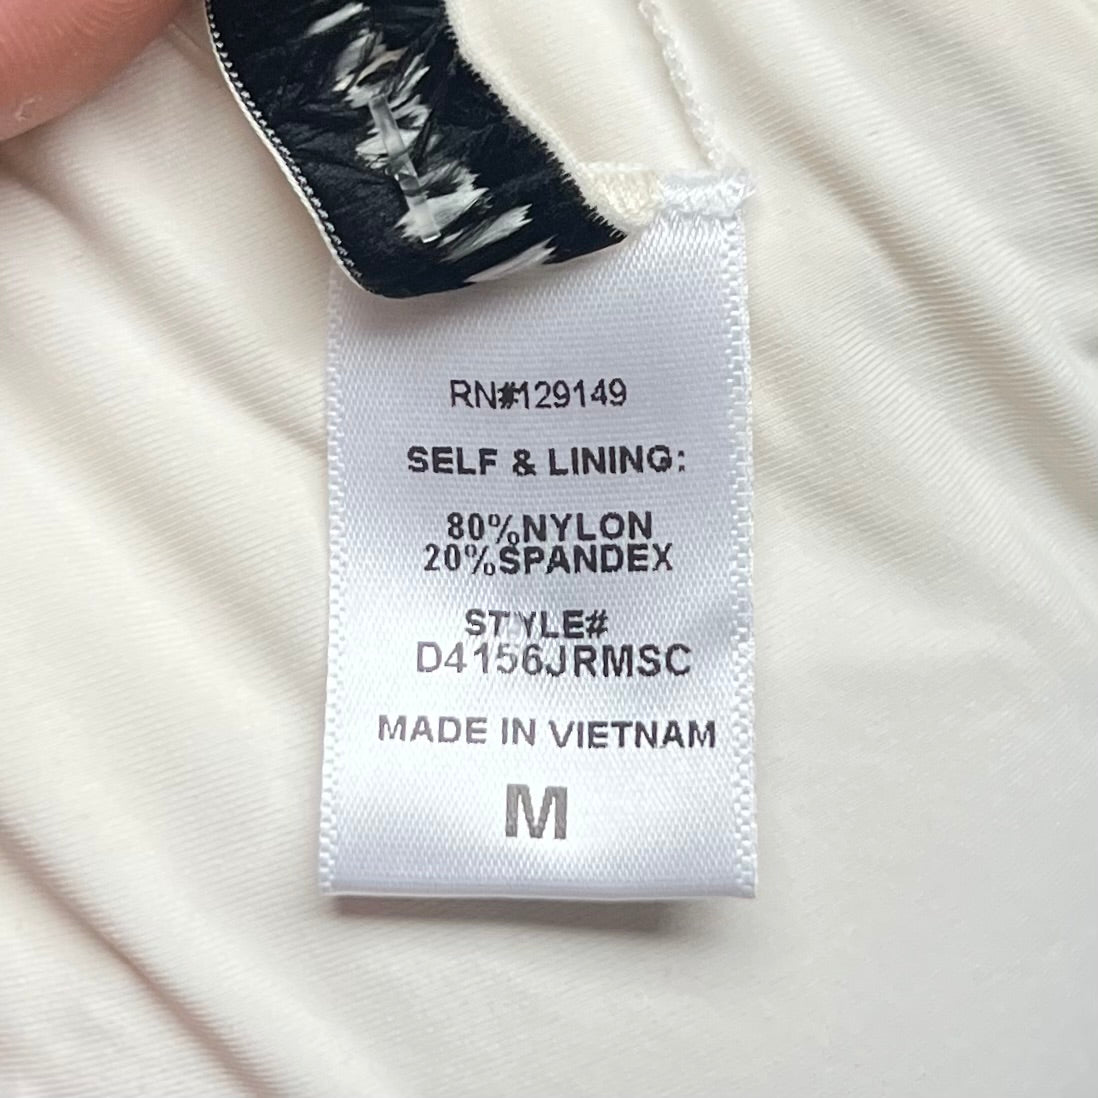 RN#129149
SELF & LINING:
80%NYLON
20%SPANDEX
STYLE#
D4156JRMSC
MADE IN VIETNAM
M